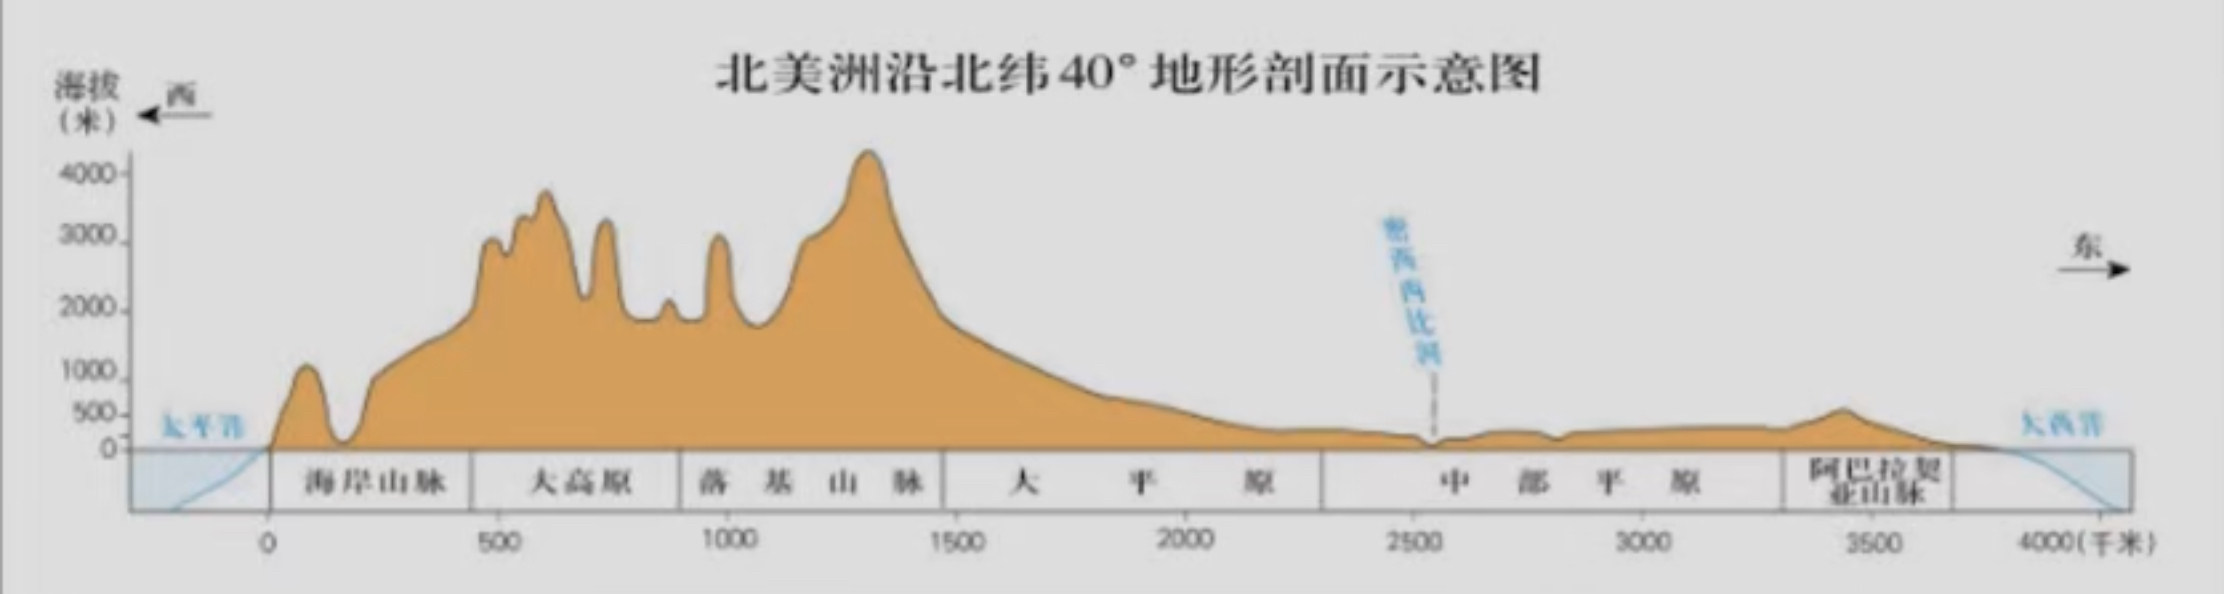 北美洲沿北纬40°地形剖面示意图
海拔
(米)
西
4000
3000
2000
1000
500
0
密西西比河
东
太平洋
大西洋
海岸山脉
大高原
落基山脉
大平原
中部平原
阿巴拉契
亚山脉
0 500 1000 1500 2000 2500 3000 3500 4000(千米)